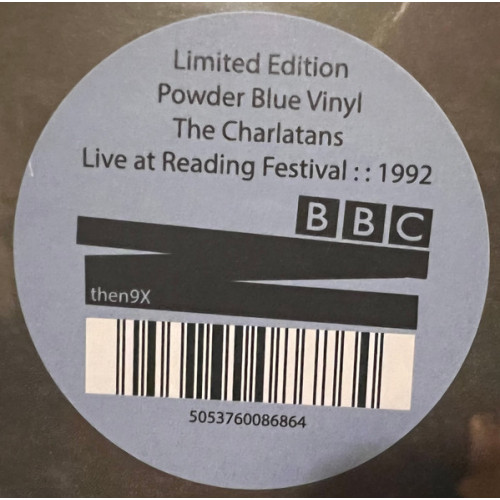 Limited Edition
Powder Blue Vinyl
The Charlatans
Live at Reading Festival : : 1992
BBC
then9X
5053760086864